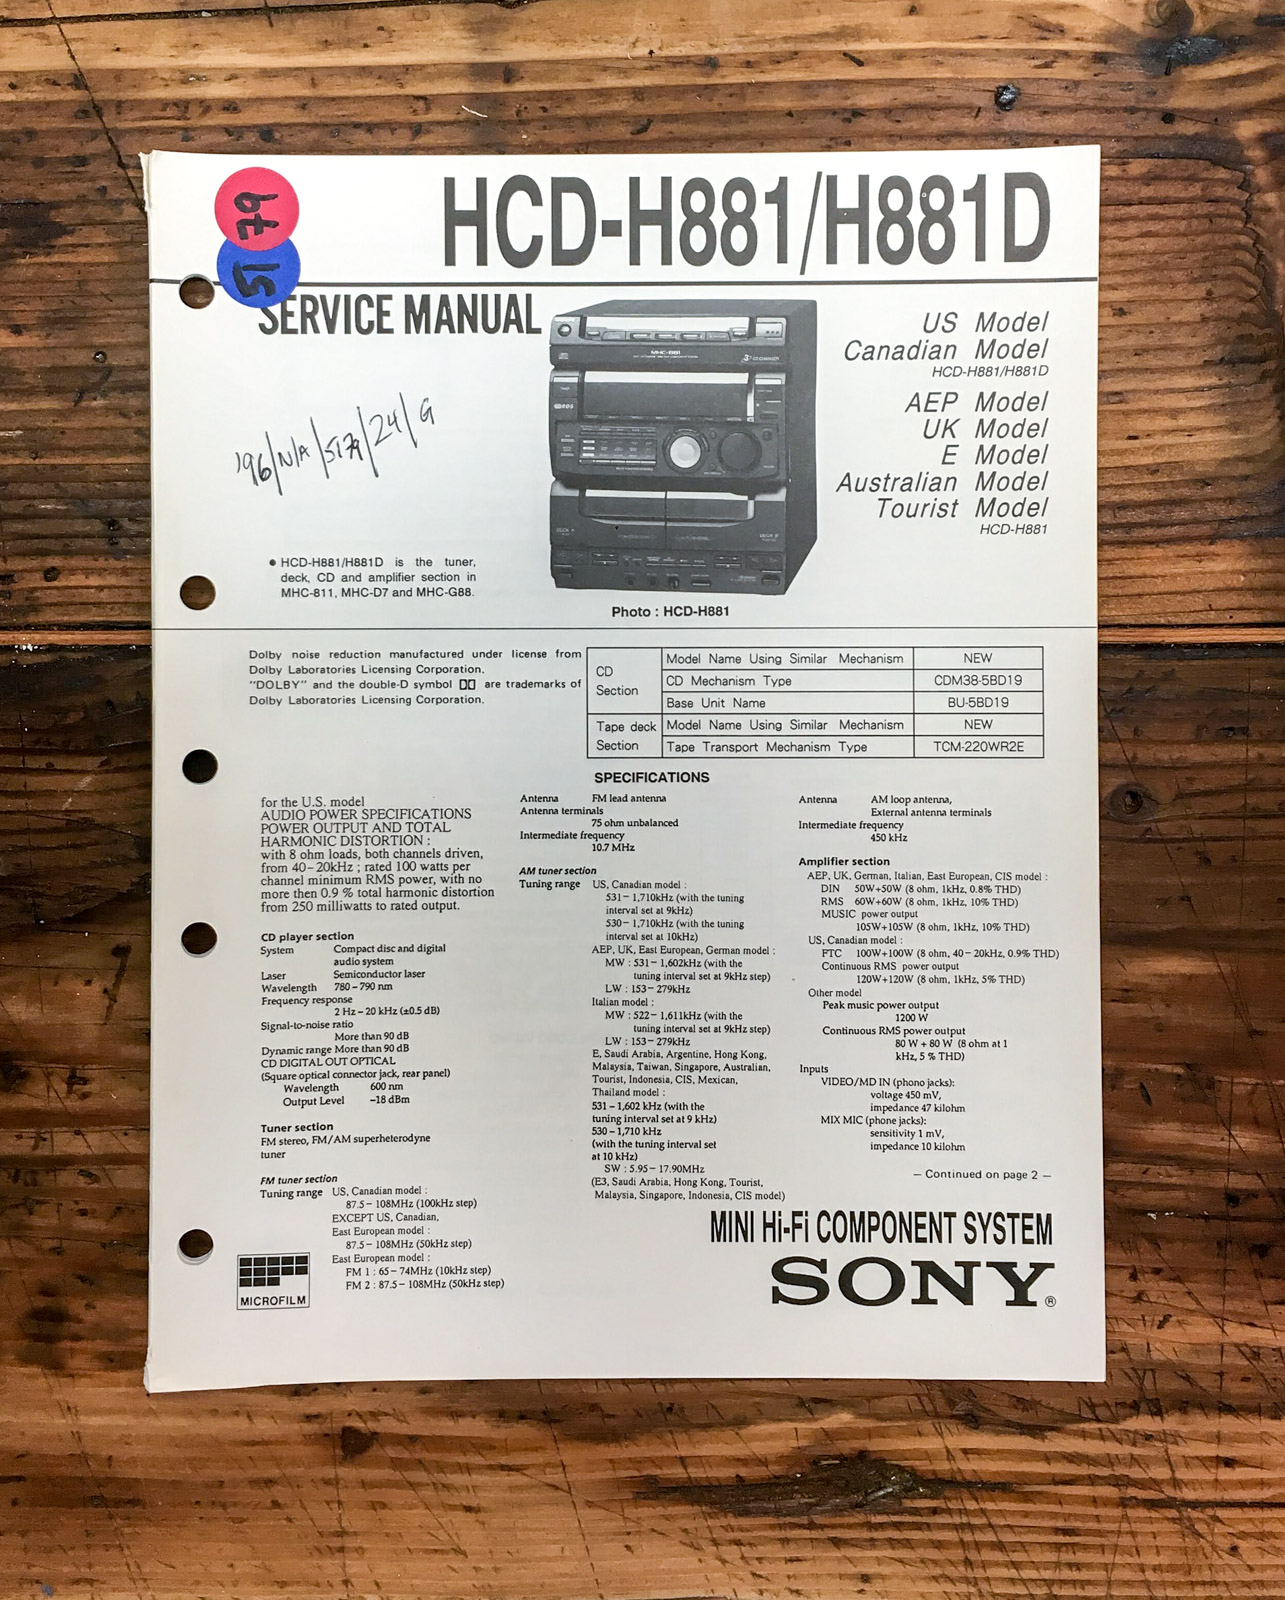 79
51
HCD-H881/H881D
SERVICE MANUAL
US Model
Canadian Model
HCD-H881/H881D
AEP Model
UK Model
E Model
Australian Model
Tourist Model
HCD-H881
'96/N/A/5179/24/G
MHC-881
● HCD-H881/H881D is the tuner,
deck, CD and amplifier section in
MHC-811, MHC-D7 and MHC-G88.
Photo : HCD-H881
Dolby noise reduction manufactured under license from
Dolby Laboratories Licensing Corporation.
"DOLBY" and the double-D symbol are trademarks of
Dolby Laboratories Licensing Corporation.
CD Section
Model Name Using Similar Mechanism NEW
CD Mechanism Type CDM38-5BD19
Base Unit Name BU-5BD19
Tape deck Section
Model Name Using Similar Mechanism NEW
Tape Transport Mechanism Type TCM-220WR2E
SPECIFICATIONS
for the U.S. model
AUDIO POWER SPECIFICATIONS
POWER OUTPUT AND TOTAL
HARMONIC DISTORTION :
with 8 ohm loads, both channels driven,
from 40–20kHz ; rated 100 watts per
channel minimum RMS power, with no
more then 0.9 % total harmonic distortion
from 250 milliwatts to rated output.
CD player section
System Compact disc and digital
audio system
Laser Semiconductor laser
Wavelength 780–790 nm
Frequency response
2 Hz–20 kHz (±0.5 dB)
Signal-to-noise ratio
More than 90 dB
Dynamic range More than 90 dB
CD DIGITAL OUT OPTICAL
(Square optical connector jack, rear panel)
Wavelength 600 nm
Output Level –18 dBm
Tuner section
FM stereo, FM/AM superheterodyne
tuner
FM tuner section
Tuning range US, Canadian model :
87.5–108MHz (100kHz step)
EXCEPT US, Canadian,
East European model :
87.5–108MHz (50kHz step)
East European model :
FM 1 : 65–74MHz (10kHz step)
FM 2 : 87.5–108MHz (50kHz step)
Antenna FM lead antenna
Antenna terminals
75 ohm unbalanced
Intermediate frequency
10.7 MHz
AM tuner section
Tuning range US, Canadian model :
531–1,710kHz (with the tuning
interval set at 9kHz)
530–1,710kHz (with the tuning
interval set at 10kHz)
AEP, UK, East European, German model :
MW : 531–1,602kHz (with the
tuning interval set at 9kHz step)
LW : 153–279kHz
Italian model :
MW : 522–1,611kHz (with the
tuning interval set at 9kHz step)
LW : 153–279kHz
E, Saudi Arabia, Argentine, Hong Kong,
Malaysia, Taiwan, Singapore, Australian,
Tourist, Indonesia, CIS, Mexican,
Thailand model :
531–1,602 kHz (with the
tuning interval set at 9 kHz)
530–1,710 kHz
(with the tuning interval set
at 10 kHz)
SW : 5.95–17.90MHz
(E3, Saudi Arabia, Hong Kong, Tourist,
Malaysia, Singapore, Indonesia, CIS model)
Antenna AM loop antenna,
External antenna terminals
Intermediate frequency
450 kHz
Amplifier section
AEP, UK, German, Italian, East European, CIS model :
DIN 50W+50W (8 ohm, 1kHz, 0.8% THD)
RMS 60W+60W (8 ohm, 1kHz, 10% THD)
MUSIC power output
105W+105W (8 ohm, 1kHz, 10% THD)
US, Canadian model :
FTC 100W+100W (8 ohm, 40–20kHz, 0.9% THD)
Continuous RMS power output
120W+120W (8 ohm, 1kHz, 5% THD)
Other model
Peak music power output
1200 W
Continuous RMS power output
80 W + 80 W (8 ohm at 1
kHz, 5 % THD)
Inputs
VIDEO/MD IN (phono jacks):
voltage 450 mV,
impedance 47 kilohm
MIX MIC (phone jacks):
sensitivity 1 mV,
impedance 10 kilohm
— Continued on page 2 —
MICROFILM
MINI Hi-Fi COMPONENT SYSTEM
SONY®